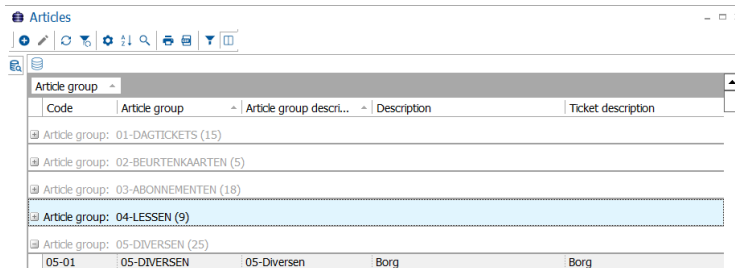 Articles
Article group
Code Article group Article group descri... Description Ticket description
Article group: 01-DAGTICKETS (15)
Article group: 02-BEURTENKAARTEN (5)
Article group: 03-ABONNEMENTEN (18)
Article group: 04-LESSEN (9)
Article group: 05-DIVERSEN (25)
05-01 05-DIVERSEN 05-Diversen Borg Borg